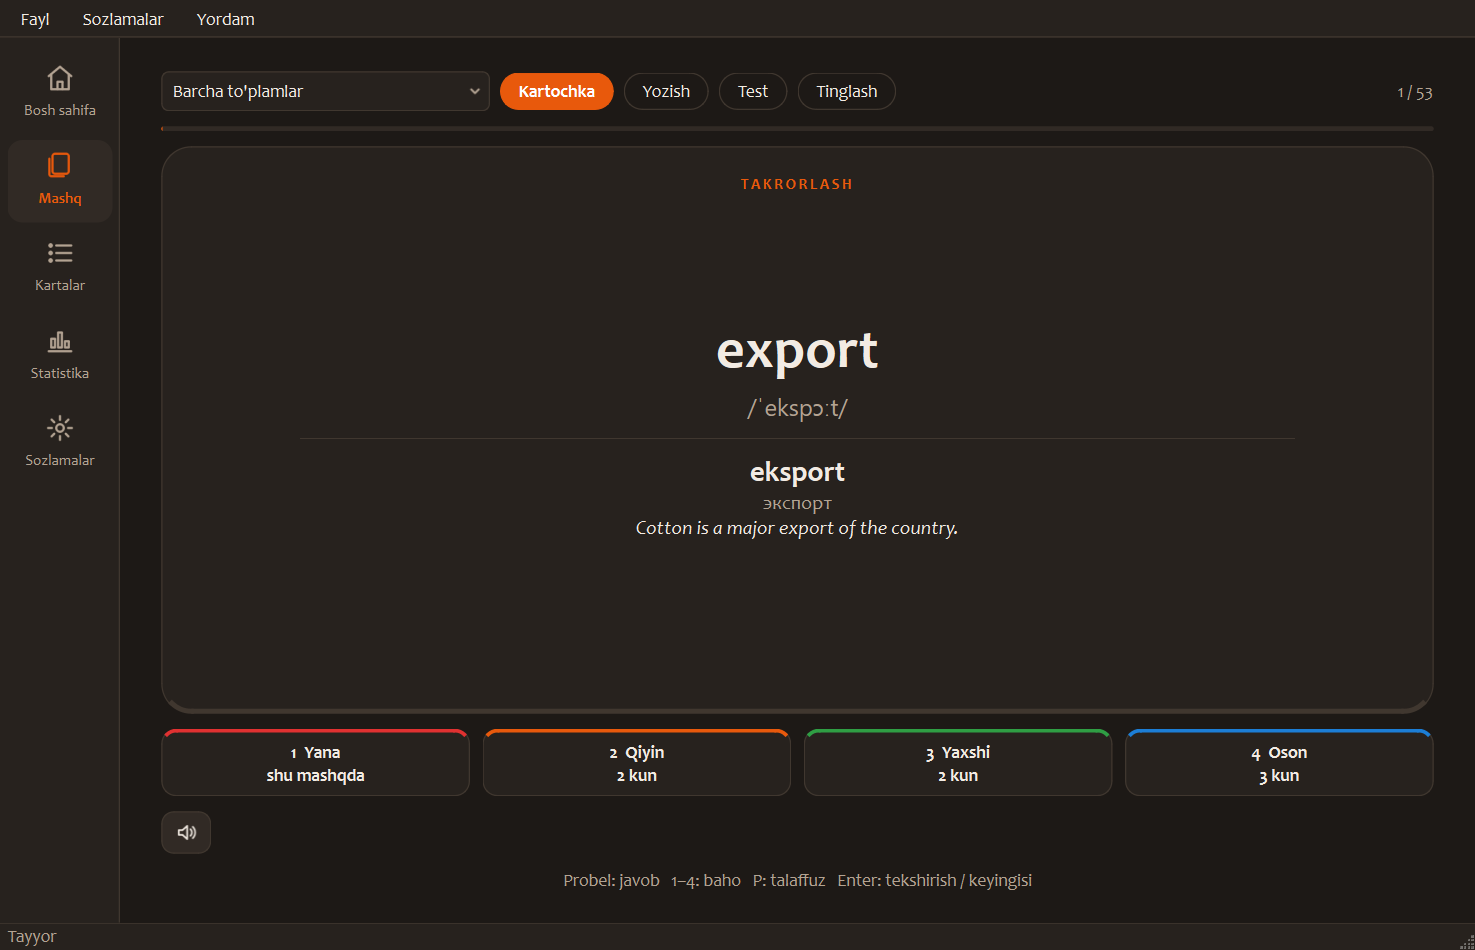 Fayl Sozlamalar Yordam
Bosh sahifa
Mashq
Kartalar
Statistika
Sozlamalar
Barcha to'plamlar Kartochka Yozish Test Tinglash 1 / 53
TAKRORLASH
export
/ˈekspɔːt/
eksport
экспорт
Cotton is a major export of the country.
1 Yana
shu mashqda
2 Qiyin
2 kun
3 Yaxshi
2 kun
4 Oson
3 kun
Probel: javob 1–4: baho P: talaffuz Enter: tekshirish / keyingisi
Tayyor